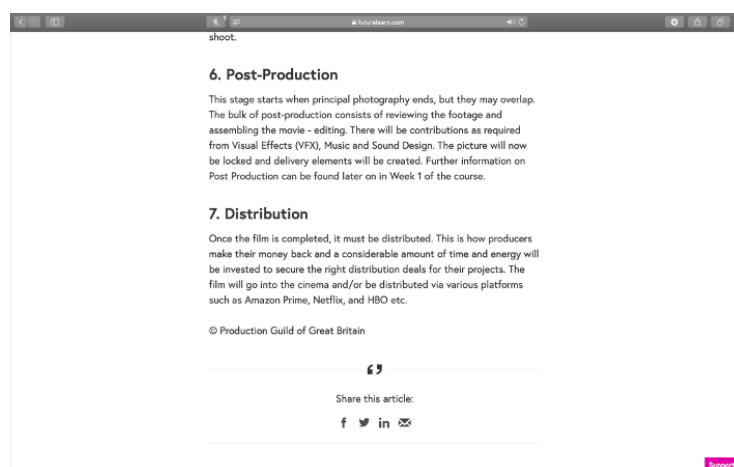 futurelearn.com
shoot.
6. Post-Production
This stage starts when principal photography ends, but they may overlap.
The bulk of post-production consists of reviewing the footage and
assembling the movie - editing. There will be contributions as required
from Visual Effects (VFX), Music and Sound Design. The picture will now
be locked and delivery elements will be created. Further information on
Post Production can be found later on in Week 1 of the course.
7. Distribution
Once the film is completed, it must be distributed. This is how producers
make their money back and a considerable amount of time and energy will
be invested to secure the right distribution deals for their projects. The
film will go into the cinema and/or be distributed via various platforms
such as Amazon Prime, Netflix, and HBO etc.
© Production Guild of Great Britain
Share this article:
Support